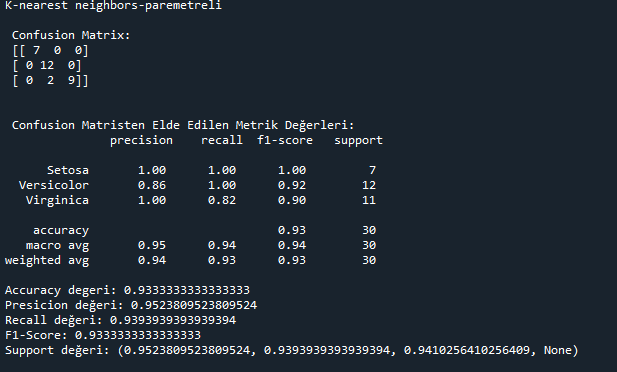 K-nearest neighbors-paremetreli
Confusion Matrix:
[[ 7 0 0]
[ 0 12 0]
[ 0 2 9]]
Confusion Matristen Elde Edilen Metrik Değerleri:
precision recall f1-score support
Setosa 1.00 1.00 1.00 7
Versicolor 0.86 1.00 0.92 12
Virginica 1.00 0.82 0.90 11
accuracy 0.93 30
macro avg 0.95 0.94 0.94 30
weighted avg 0.94 0.93 0.93 30
Accuracy degeri: 0.9333333333333333
Presicion değeri: 0.9523809523809524
Recall değeri: 0.9393939393939394
F1-Score: 0.9333333333333333
Support değeri: (0.9523809523809524, 0.9393939393939394, 0.9410256410256409, None)